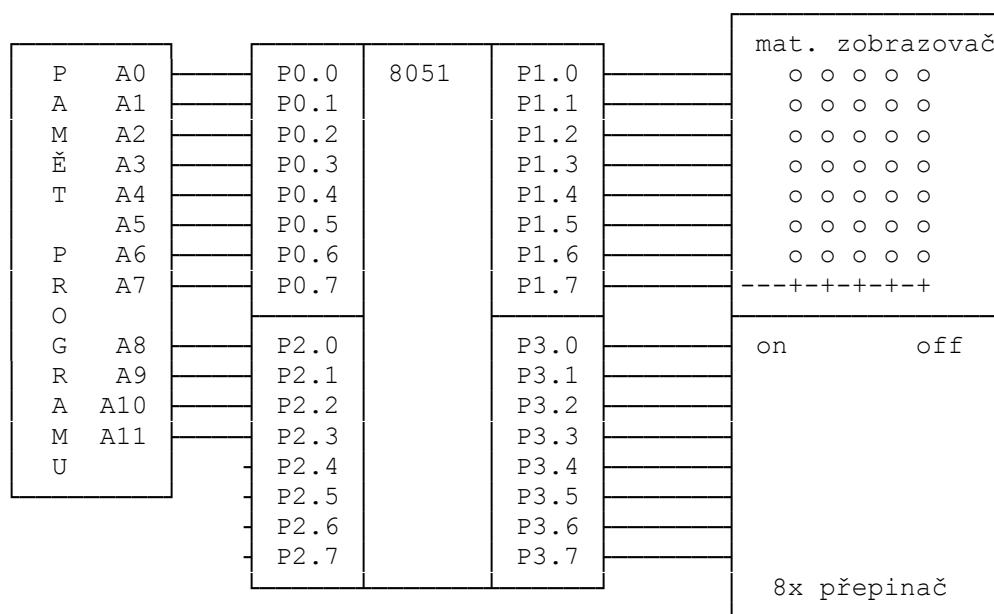 mat. zobrazovač
P A0 P0.0 8051 P1.0 o o o o o
A A1 P0.1 P1.1 o o o o o
M A2 P0.2 P1.2 o o o o o
Ě A3 P0.3 P1.3 o o o o o
T A4 P0.4 P1.4 o o o o o
A5 P0.5 P1.5 o o o o o
P A6 P0.6 P1.6 o o o o o
R A7 P0.7 P1.7 ---+-+-+-+-+
O
G A8 P2.0 P3.0 on off
R A9 P2.1 P3.1
A A10 P2.2 P3.2
M A11 P2.3 P3.3
U P2.4 P3.4
P2.5 P3.5
P2.6 P3.6
P2.7 P3.7
8x přepinač